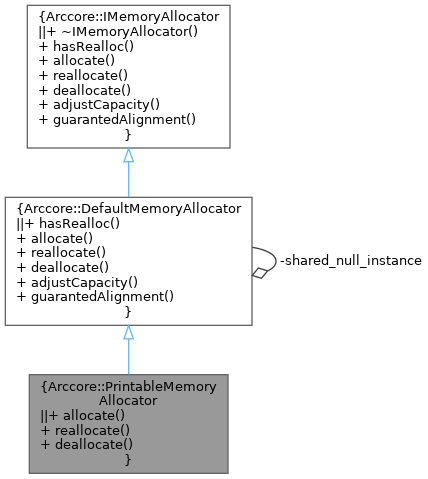 {Arccore::IMemoryAllocator
||+ ~IMemoryAllocator()
+ hasRealloc()
+ allocate()
+ reallocate()
+ deallocate()
+ adjustCapacity()
+ guarantedAlignment()
}
{Arccore::DefaultMemoryAllocator
||+ hasRealloc()
+ allocate()
+ reallocate()
+ deallocate()
+ adjustCapacity()
+ guarantedAlignment()
}
-shared_null_instance
{Arccore::PrintableMemory
Allocator
||+ allocate()
+ reallocate()
+ deallocate()
}